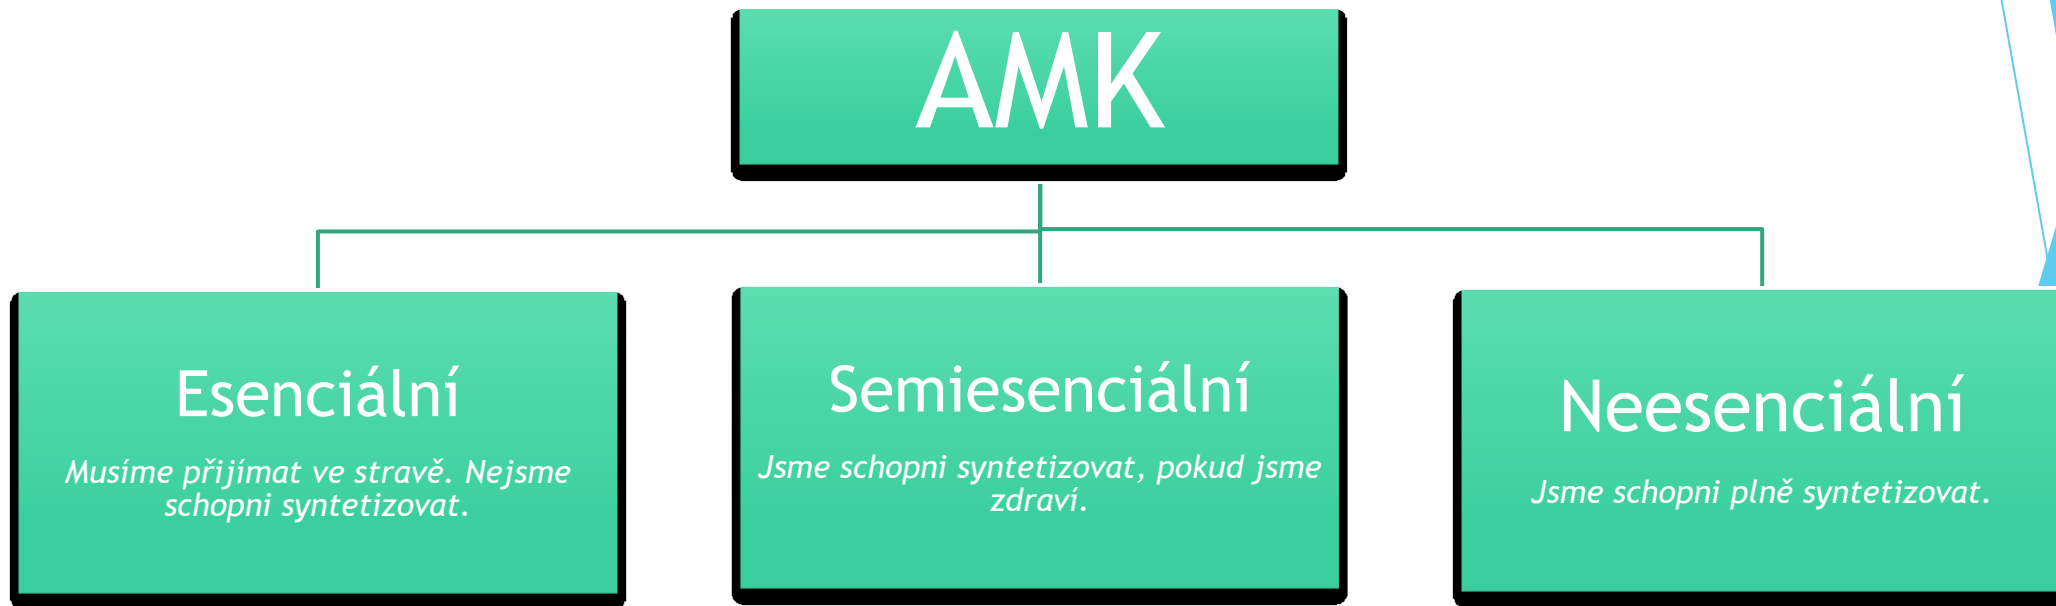 AMK
Esenciální
Musíme přijímat ve stravě. Nejsme
schopni syntetizovat.
Semiesenciální
Jsme schopni syntetizovat, pokud jsme
zdraví.
Neesenciální
Jsme schopni plně syntetizovat.